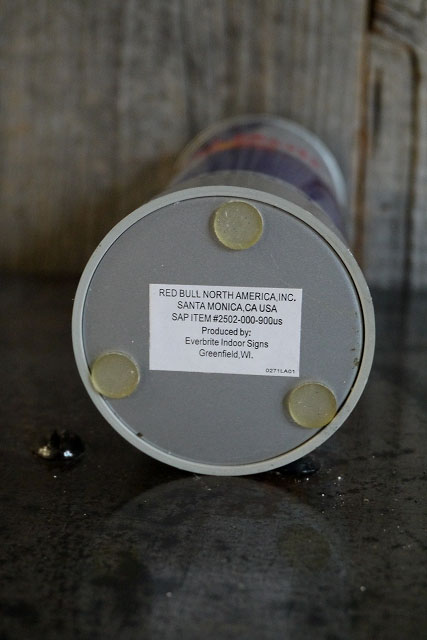 RED BULL NORTH AMERICA,INC.
SANTA MONICA,CA USA
SAP ITEM #2502-000-900us
Produced by:
Everbrite Indoor Signs
Greenfield,WI.
0271LA01